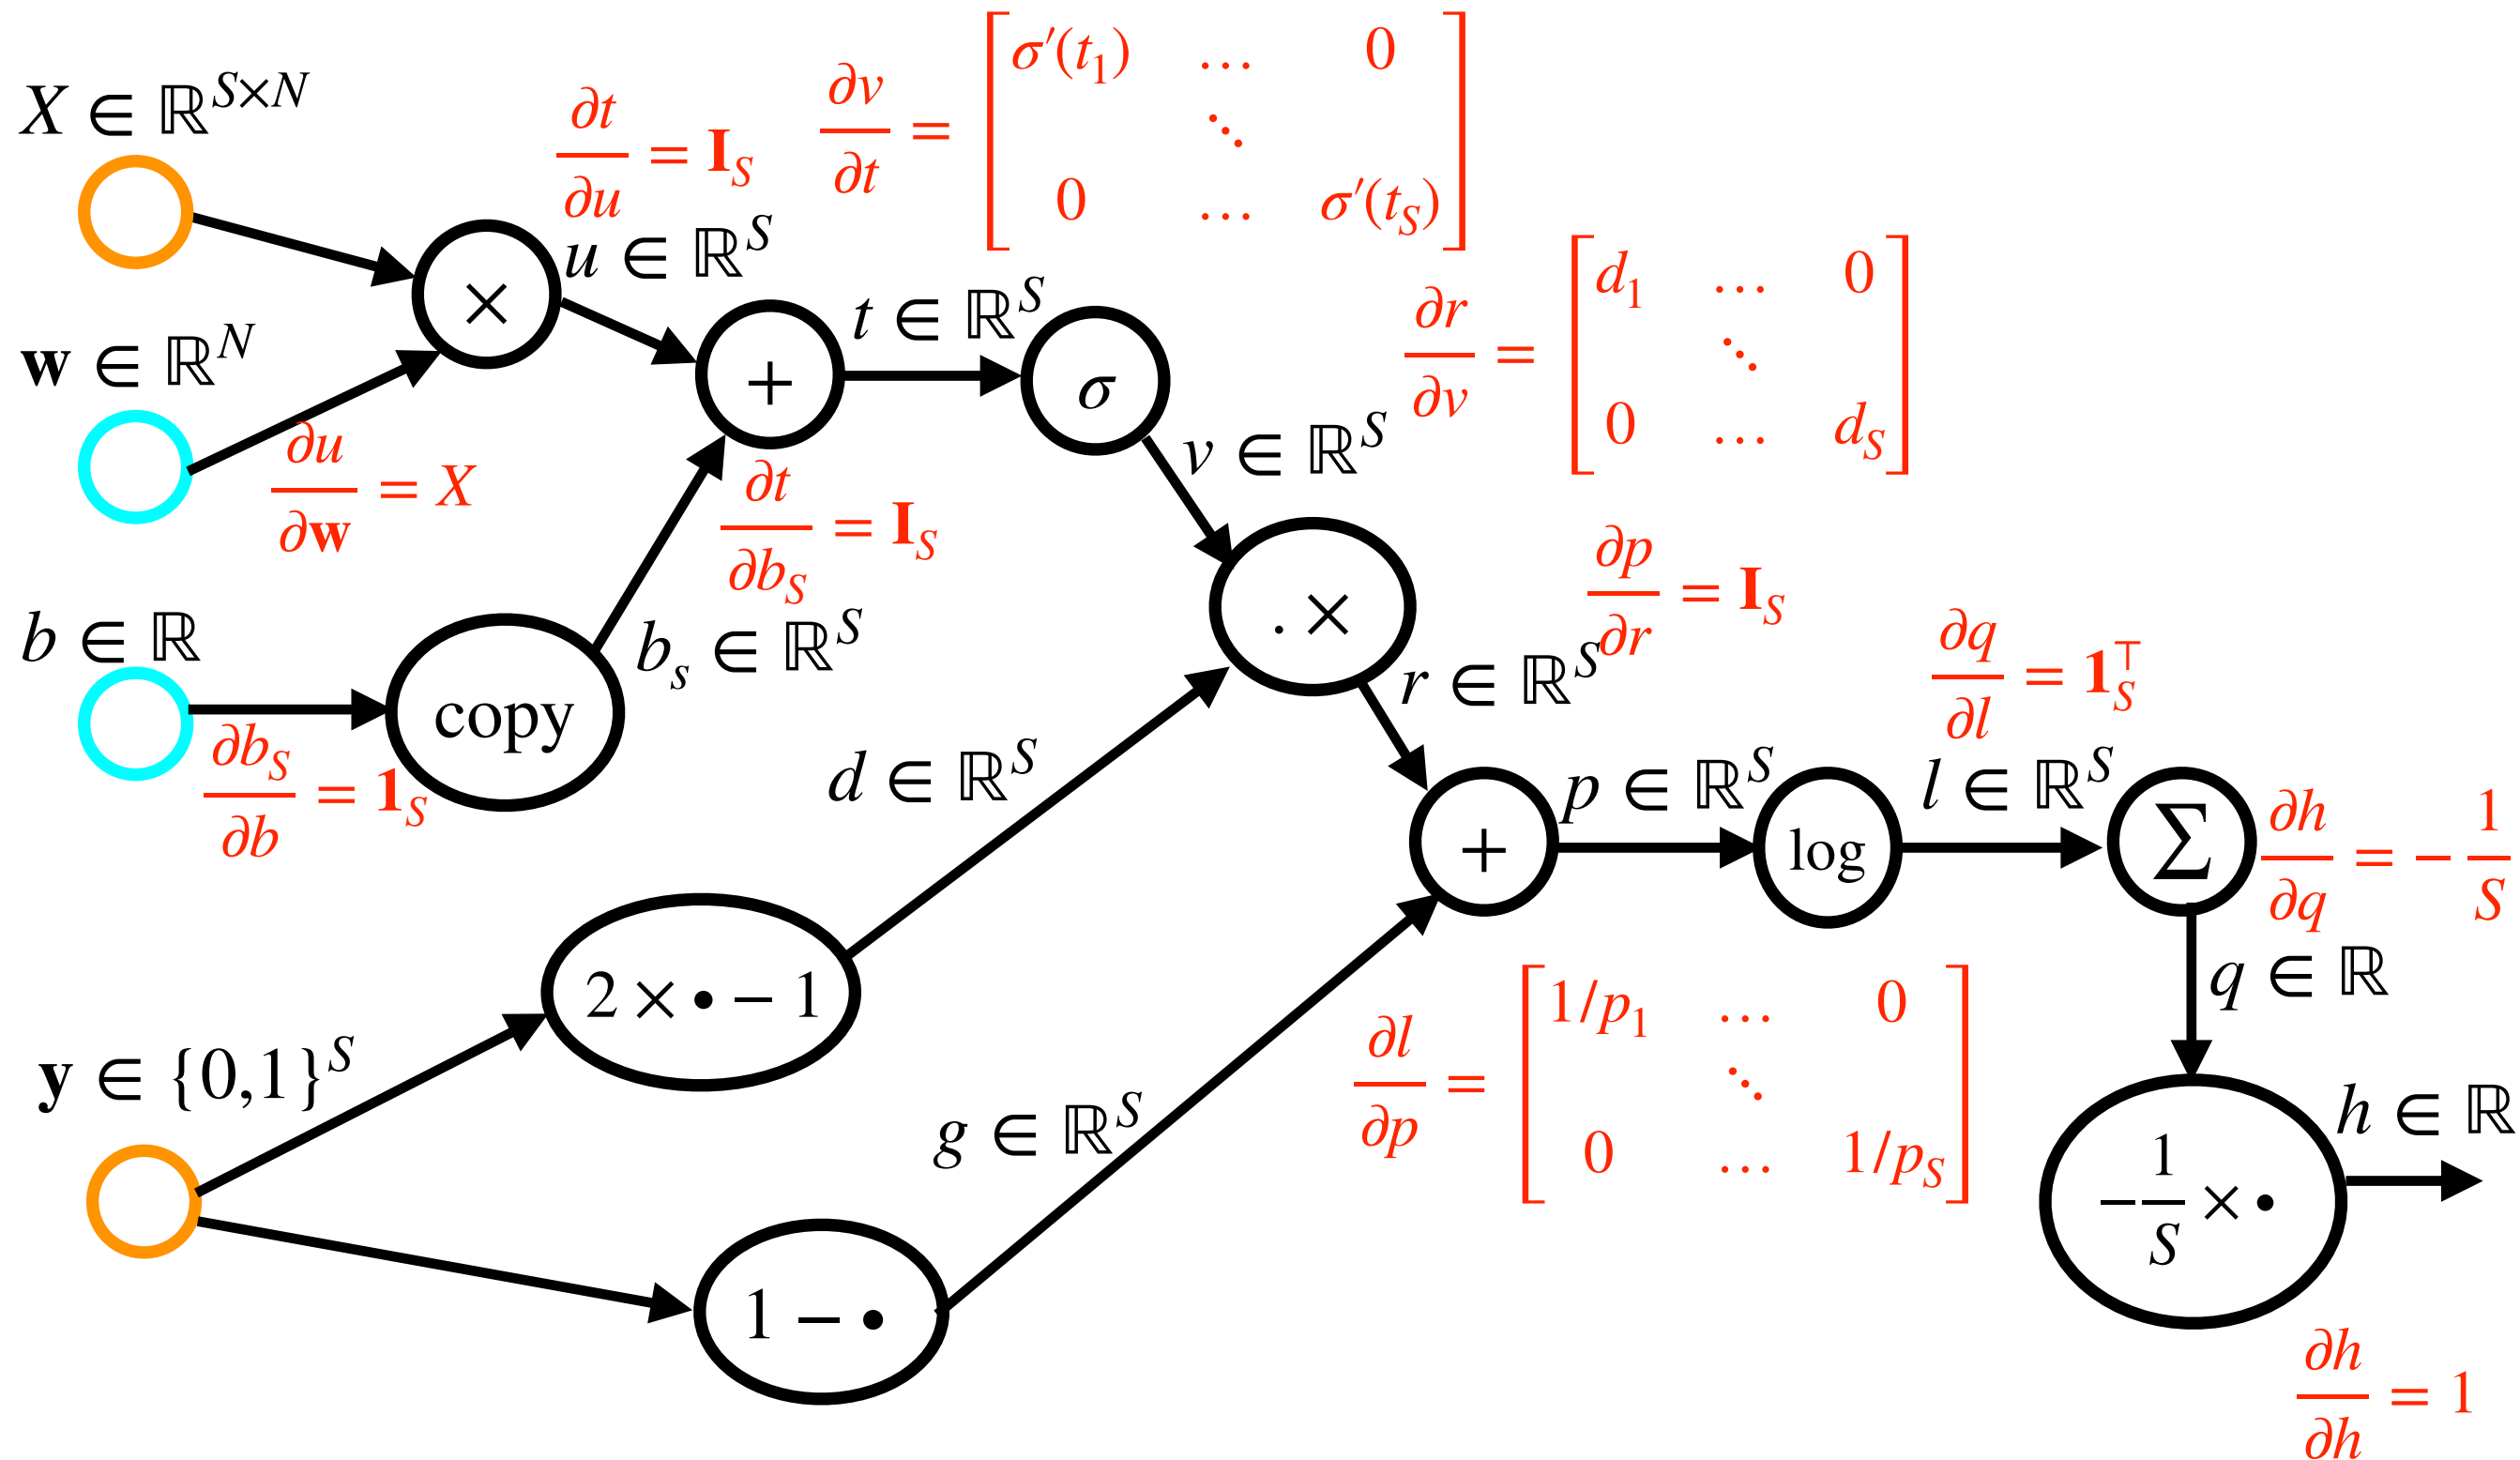 X ∈ ℝ^{S×N}
∂t/∂u = I_S
∂v/∂t = [σ′(t_1) … 0
⋱
0 … σ′(t_S)]
×
u ∈ ℝ^S
w ∈ ℝ^N
∂u/∂w = X
+
t ∈ ℝ^S
σ
∂r/∂v = [d_1 … 0
⋱
0 … d_S]
v ∈ ℝ^S
∂t/∂b_S = I_S
b ∈ ℝ
∂b_S/∂b = 1_S
copy
b_s ∈ ℝ^S
. ×
∂p/∂r = I_S
r ∈ ℝ^S
∂q/∂l = 1_S^⊤
d ∈ ℝ^S
+
p ∈ ℝ^S
log
l ∈ ℝ^S
∑
∂h/∂q = − 1/S
q ∈ ℝ
2 × • − 1
∂l/∂p = [1/p_1 … 0
⋱
0 … 1/p_S]
y ∈ {0,1}^S
g ∈ ℝ^S
h ∈ ℝ
−1/S × •
1 − •
∂h/∂h = 1